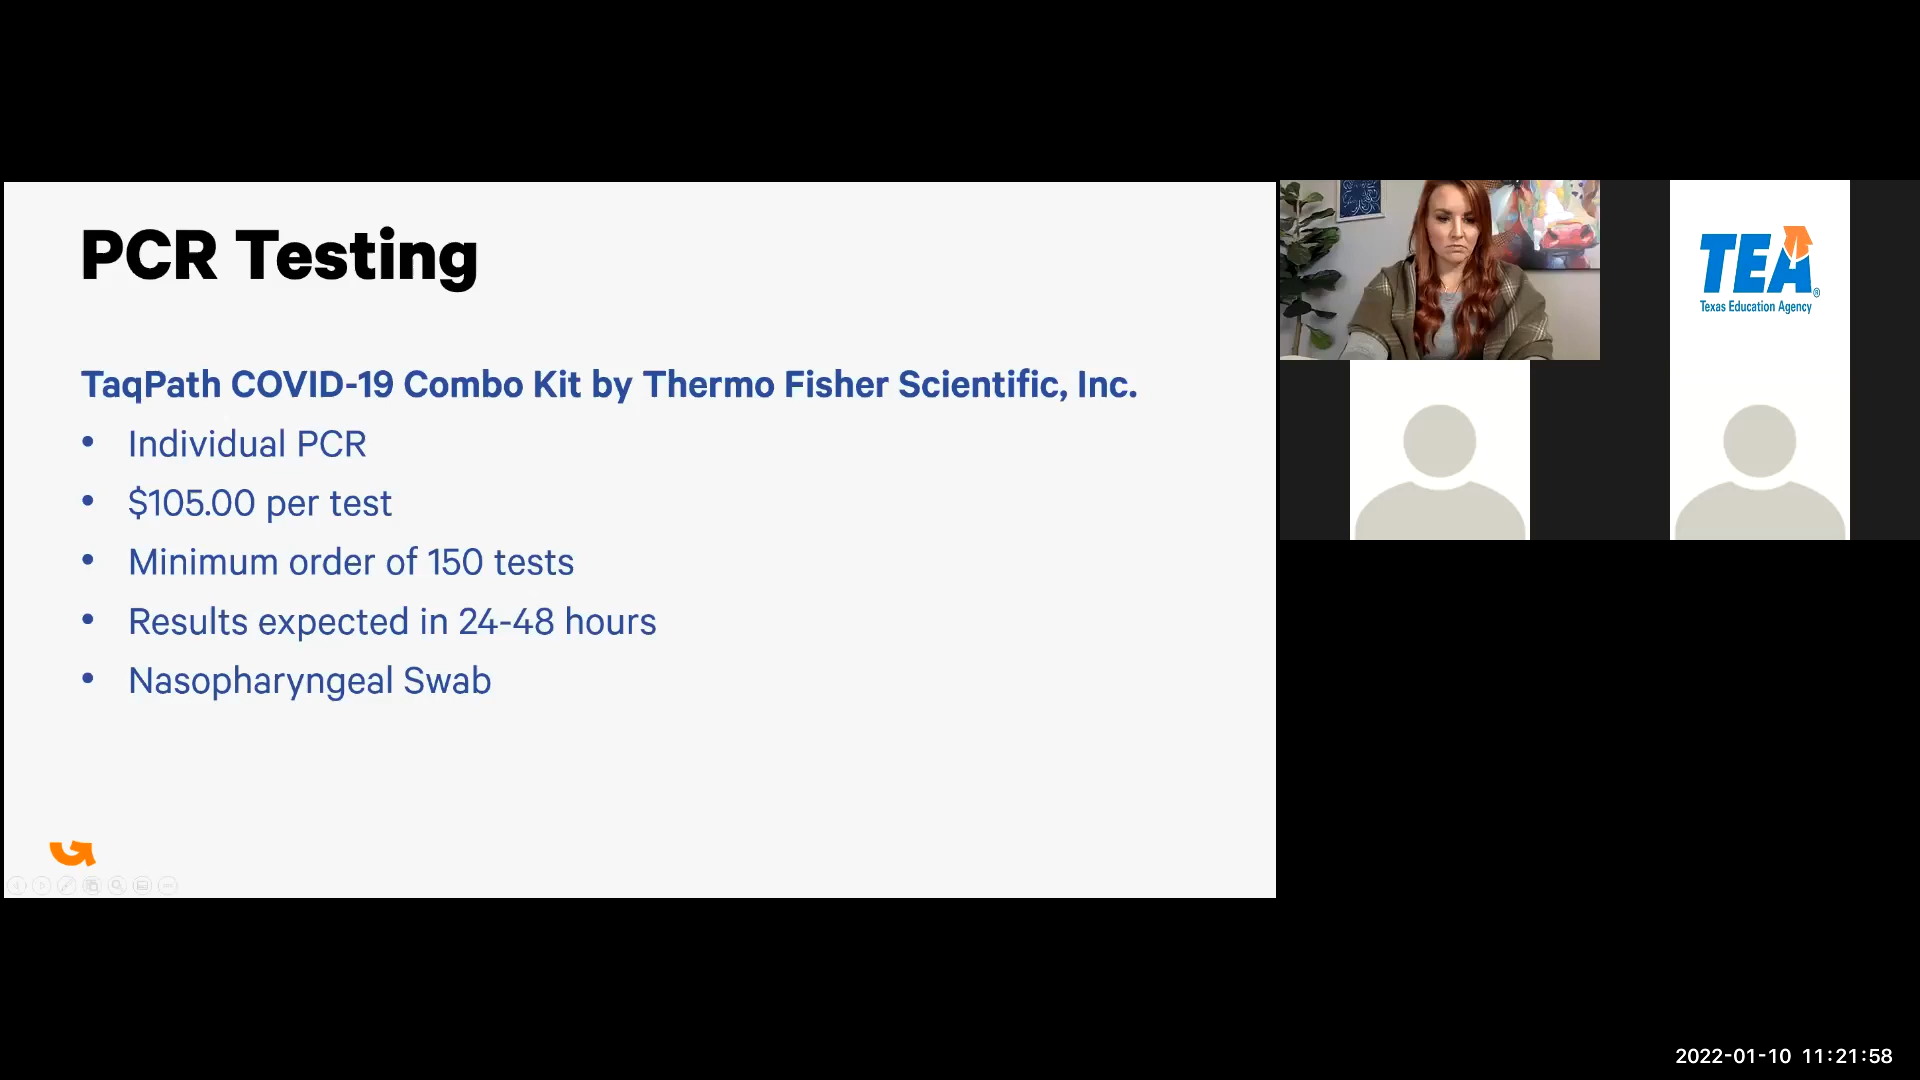 PCR Testing
TaqPath COVID-19 Combo Kit by Thermo Fisher Scientific, Inc.
• Individual PCR
• $105.00 per test
• Minimum order of 150 tests
• Results expected in 24-48 hours
• Nasopharyngeal Swab
TEA®
Texas Education Agency
2022-01-10 11:21:58